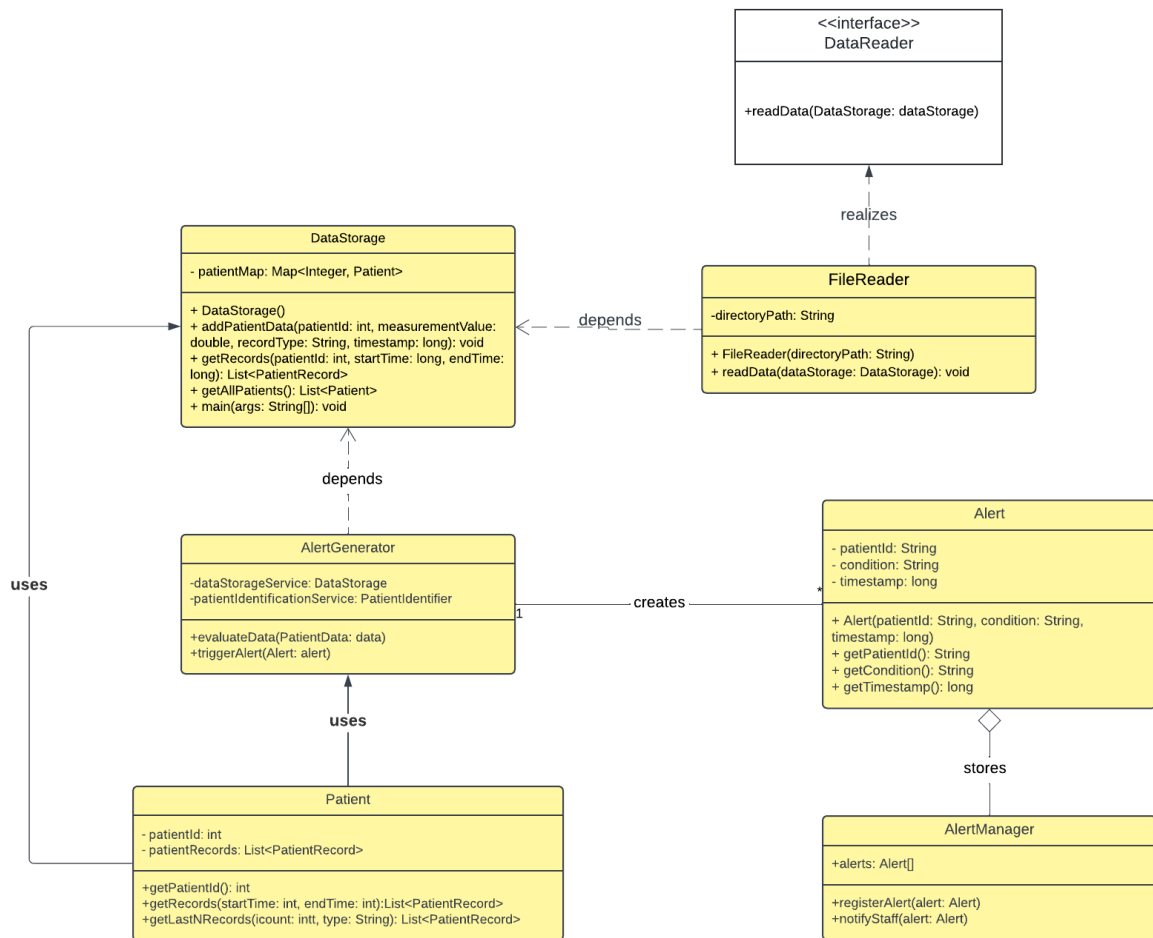 <<interface>>
DataReader
+readData(DataStorage: dataStorage)
realizes
DataStorage
- patientMap: Map<Integer, Patient>
+ DataStorage()
+ addPatientData(patientId: int, measurementValue:
double, recordType: String, timestamp: long): void
+ getRecords(patientId: int, startTime: long, endTime:
long): List<PatientRecord>
+ getAllPatients(): List<Patient>
+ main(args: String[]): void
depends
FileReader
-directoryPath: String
+ FileReader(directoryPath: String)
+ readData(dataStorage: DataStorage): void
depends
AlertGenerator
-dataStorageService: DataStorage
-patientIdentificationService: PatientIdentifier
+evaluateData(PatientData: data)
+triggerAlert(Alert: alert)
1
creates
*
Alert
- patientId: String
- condition: String
- timestamp: long
+ Alert(patientId: String, condition: String,
timestamp: long)
+ getPatientId(): String
+ getCondition(): String
+ getTimestamp(): long
uses
uses
stores
Patient
- patientId: int
- patientRecords: List<PatientRecord>
+getPatientId(): int
+getRecords(startTime: int, endTime: int):List<PatientRecord>
+getLastNRecords(icount: intt, type: String): List<PatientRecord>
AlertManager
+alerts: Alert[]
+registerAlert(alert: Alert)
+notifyStaff(alert: Alert)